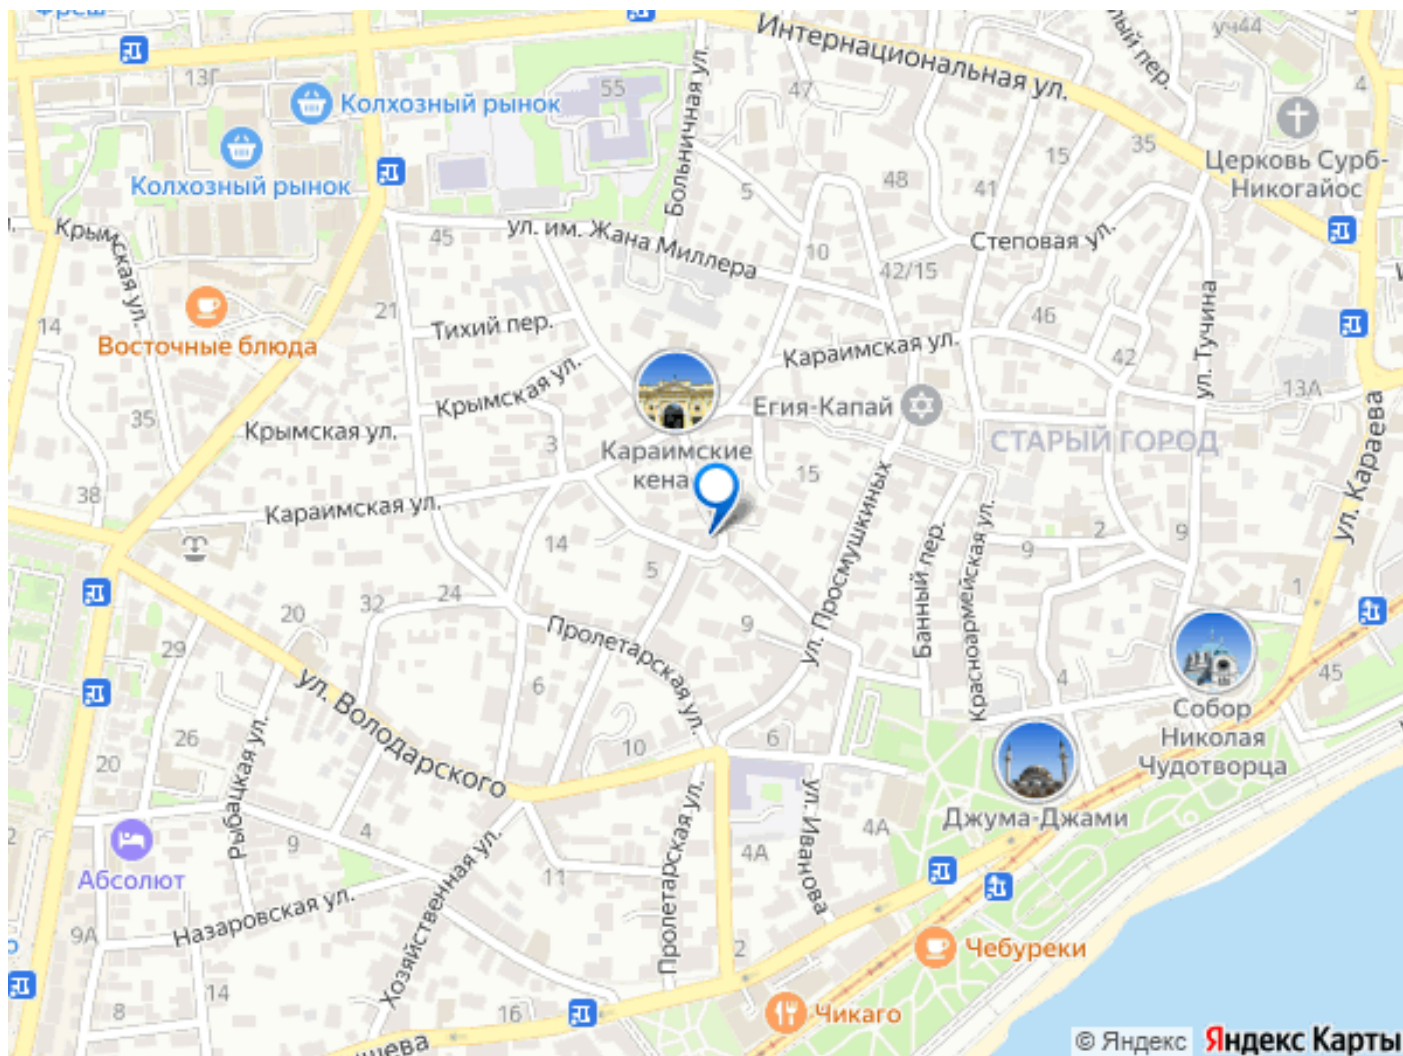 Фреш
13Г
Колхозный рынок
Колхозный рынок
55
Больничная ул.
47
Интернациональная ул.
уч44
4
Церковь Сурб-
Никогайос
35
15
41
48
5
45
ул. им. Жана Миллера
10
42/15
Степовая ул.
Крымская ул.
21
14
Восточные блюда
Тихий пер.
46
Караимская ул.
42
ул. Тучина
13А
Крымская ул.
Крымская ул.
3
35
38
Караимские
кена
Егия-Капай
СТАРЫЙ ГОРОД
15
ул. Караева
Караимская ул.
14
5
ул. Просмушкиных
Банный пер.
Красноармейская ул.
2
9
9
1
20
32
24
29
Пролетарская ул.
9
4
45
Собор
Николая
Чудотворца
ул. Володарского
6
10
6
26
20
Рыбацкая ул.
Джума-Джами
Абсолют
4
9
Пролетарская ул.
4А
ул. Иванова
4А
11
Хозяйственная ул.
Назаровская ул.
9А
2
Чебуреки
8
14
16
Чикаго
© Яндекс Яндекс Карты